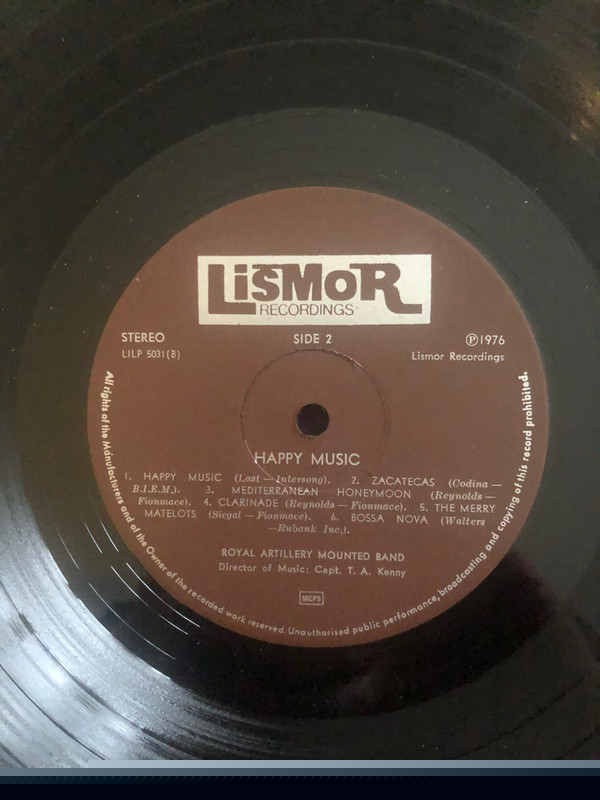 LiSMoR
RECORDINGS
STEREO
SIDE 2
Ⓟ1976
LILP 5031(B)
Lismor Recordings
HAPPY MUSIC
1. HAPPY MUSIC (Last — Intersong). 2. ZACATECAS (Codina —
B.I.E.M.). 3. MEDITERRANEAN HONEYMOON (Reynolds —
Fionmace). 4. CLARINADE (Reynolds — Fionmace). 5. THE MERRY
MATELOTS (Siegal — Fionmace). 6. BOSSA NOVA (Walters
—Rubank Inc.).
ROYAL ARTILLERY MOUNTED BAND
Director of Music: Capt. T. A. Kenny
MCPS
All rights of the Manufacturers and of the Owner of the recorded work reserved. Unauthorised public performance, broadcasting and copying of this record prohibited.